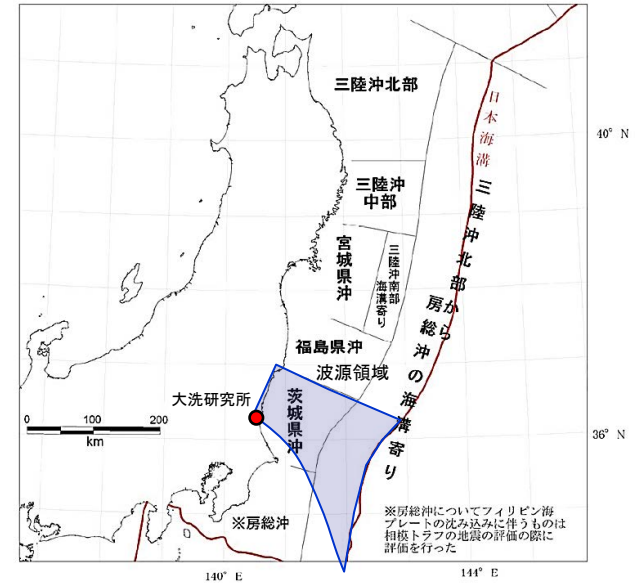 三陸沖北部
40° N
日本海溝
三陸沖
中部
三陸沖北部から
房総沖の海溝寄り
宮城県沖
三陸沖南部
海溝寄り
福島県沖
波源領域
大洗研究所
茨城県沖
0 100 200
km
36° N
※房総沖
※房総沖についてフィリピン海
プレートの沈み込みに伴うものは
相模トラフの地震の評価の際に
評価を行った
140° E
144° E